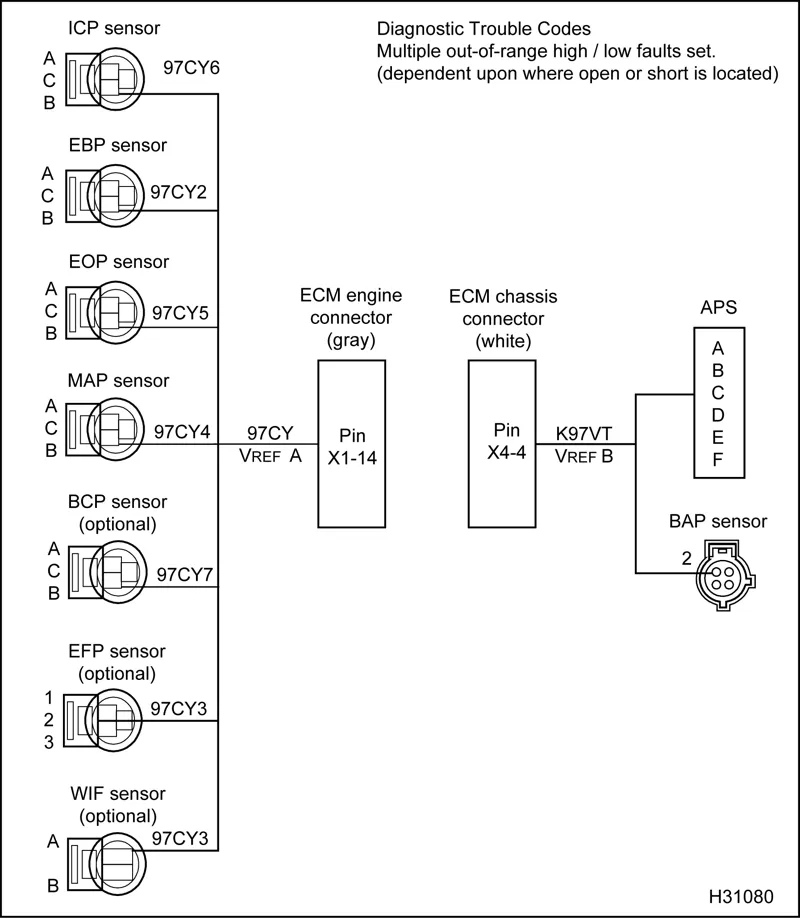 ICP sensor
A
C
B
97CY6
Diagnostic Trouble Codes
Multiple out-of-range high / low faults set.
(dependent upon where open or short is located)
EBP sensor
A
C
B
97CY2
EOP sensor
A
C
B
97CY5
MAP sensor
A
C
B
97CY4
97CY
VREF A
ECM engine
connector
(gray)
Pin
X1-14
ECM chassis
connector
(white)
Pin
X4-4
K97VT
VREF B
APS
A
B
C
D
E
F
BAP sensor
2
BCP sensor
(optional)
A
C
B
97CY7
EFP sensor
(optional)
1
2
3
97CY3
WIF sensor
(optional)
A
B
97CY3
H31080